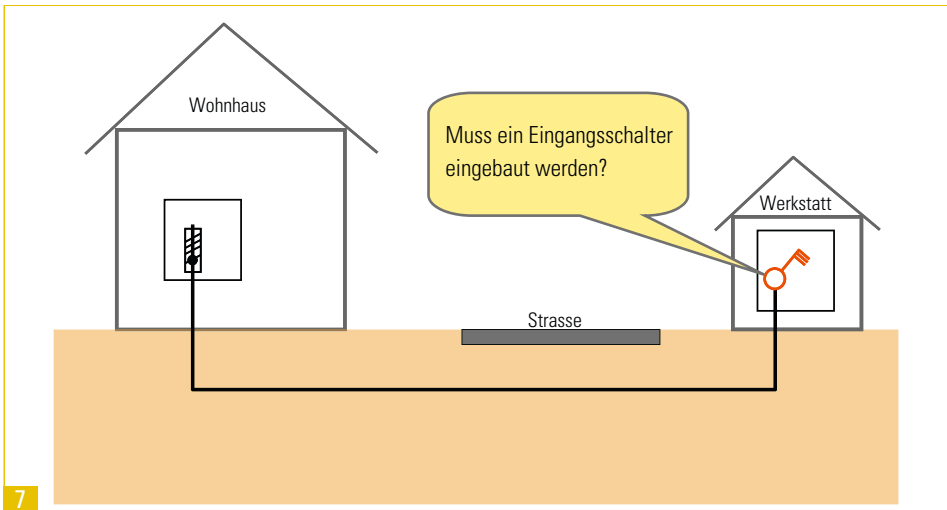 Wohnhaus
Muss ein Eingangsschalter
eingebaut werden?
Werkstatt
Strasse
7